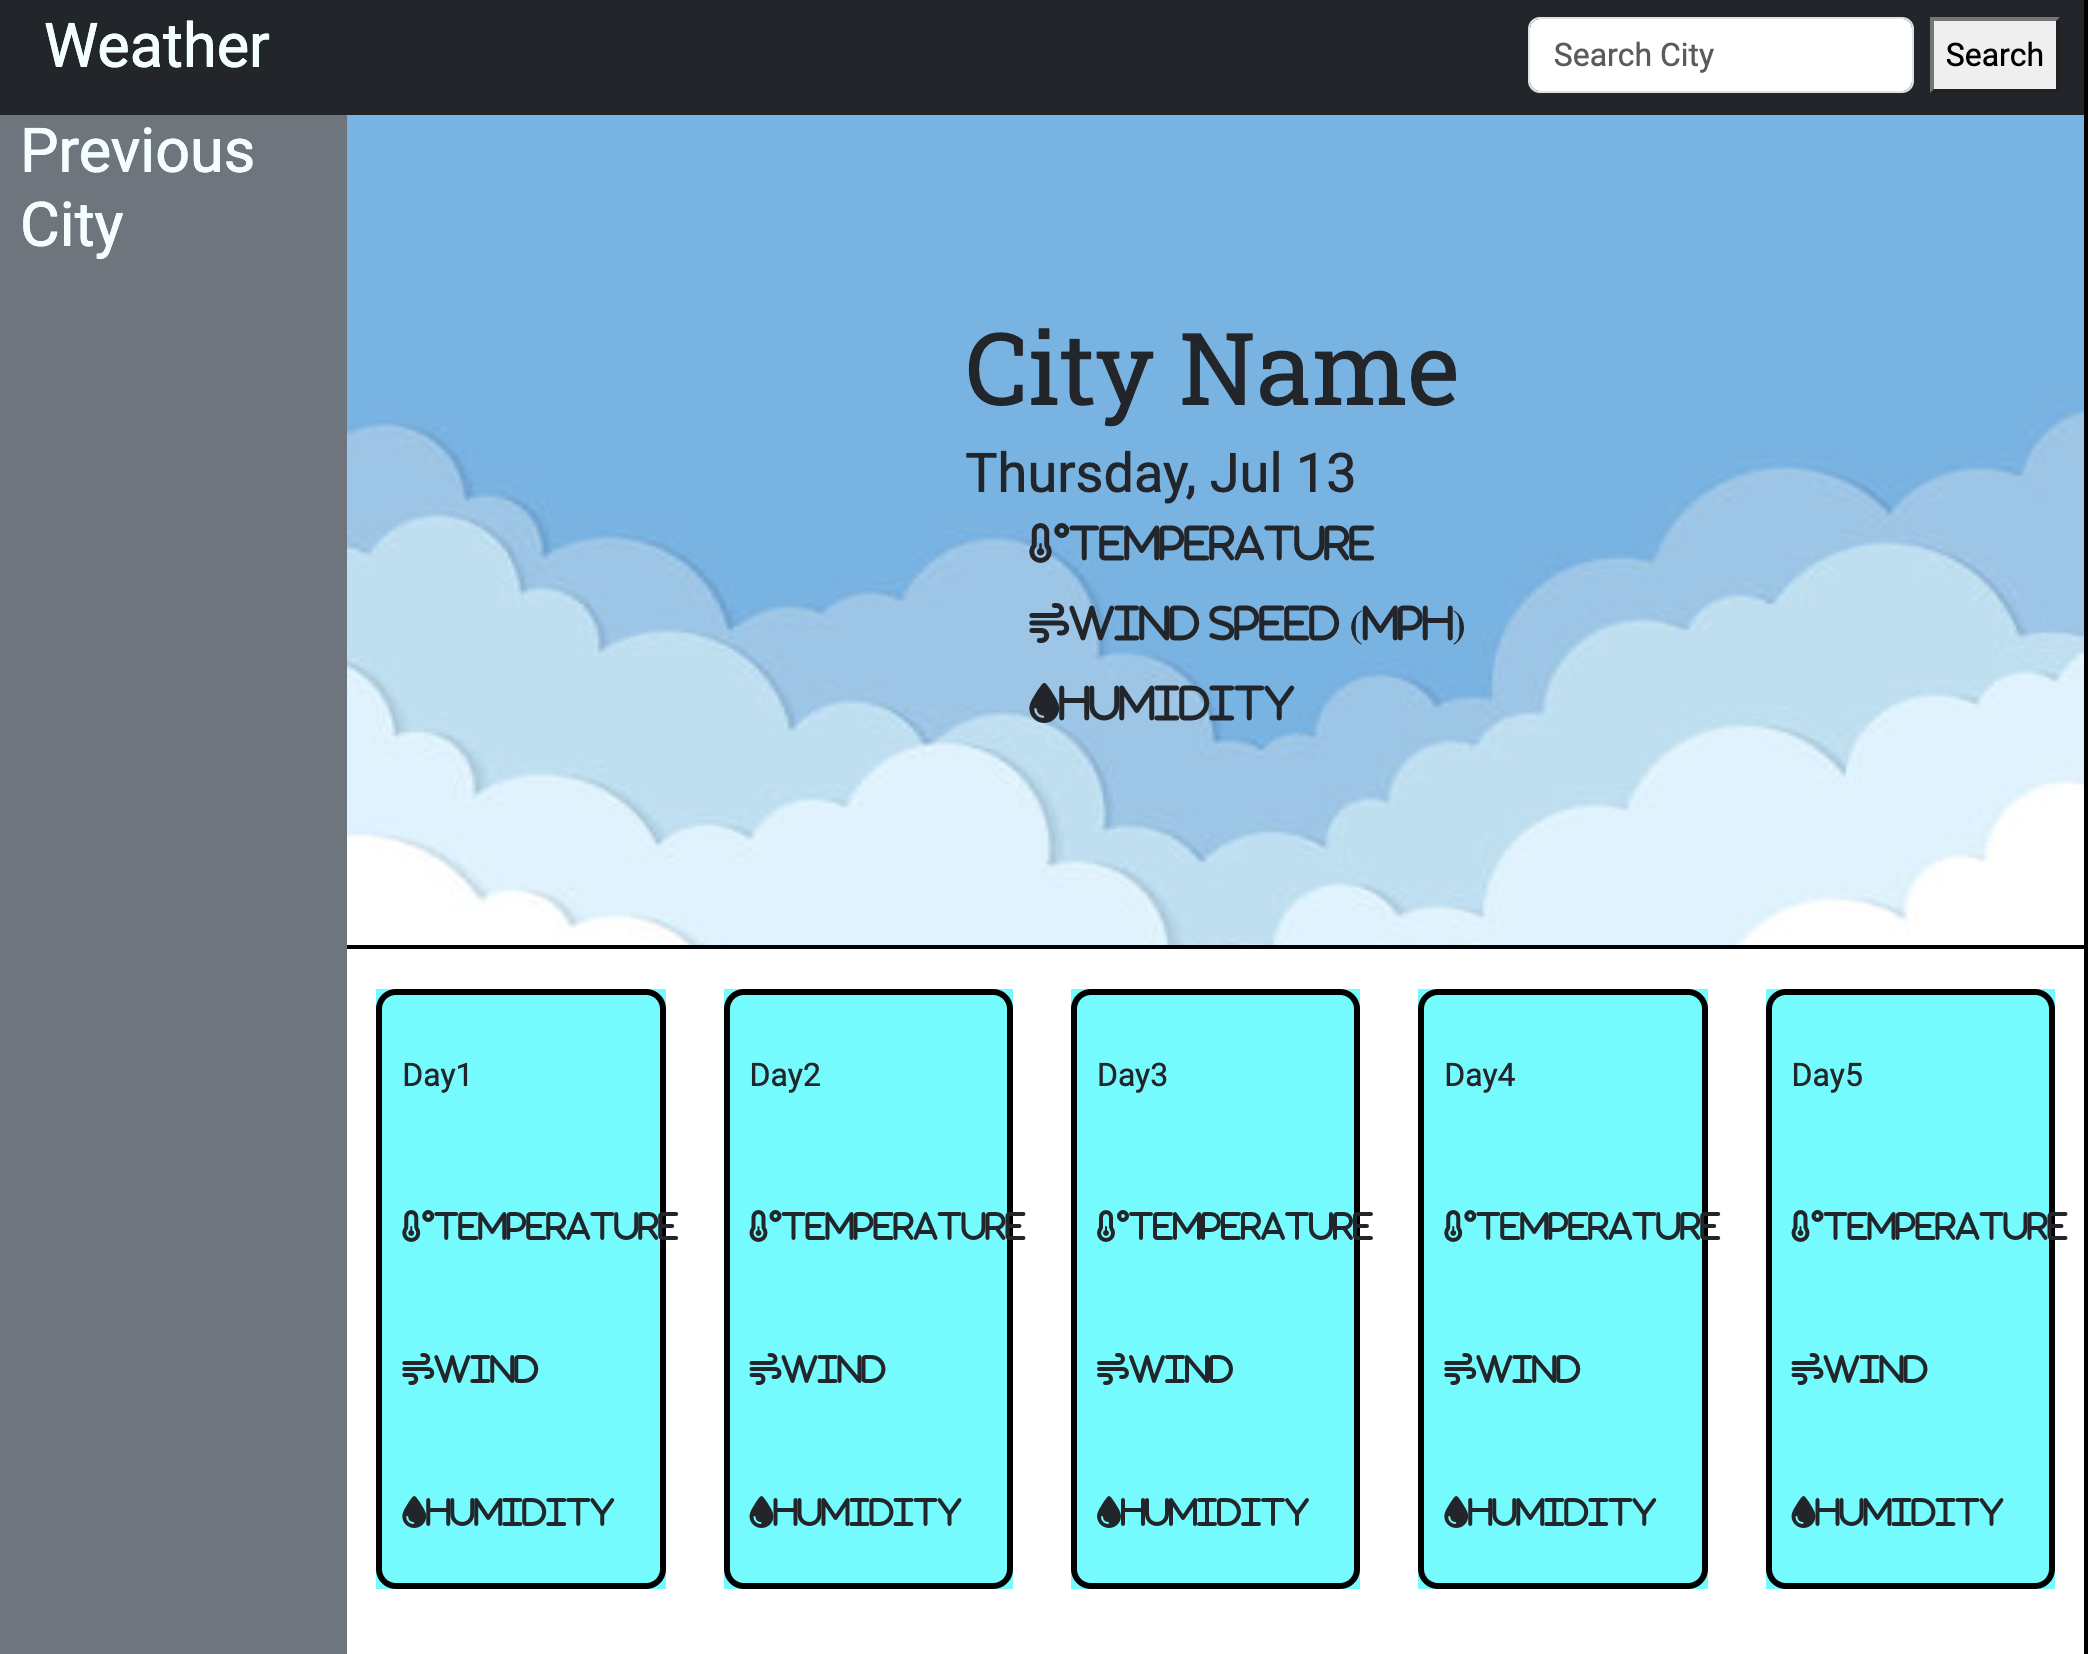 Weather
Search City
Search
Previous
City
City Name
Thursday, Jul 13
°TEMPERATURE
WIND SPEED (MPH)
HUMIDITY
Day1
°TEMPERATURE
WIND
HUMIDITY
Day2
°TEMPERATURE
WIND
HUMIDITY
Day3
°TEMPERATURE
WIND
HUMIDITY
Day4
°TEMPERATURE
WIND
HUMIDITY
Day5
°TEMPERATURE
WIND
HUMIDITY